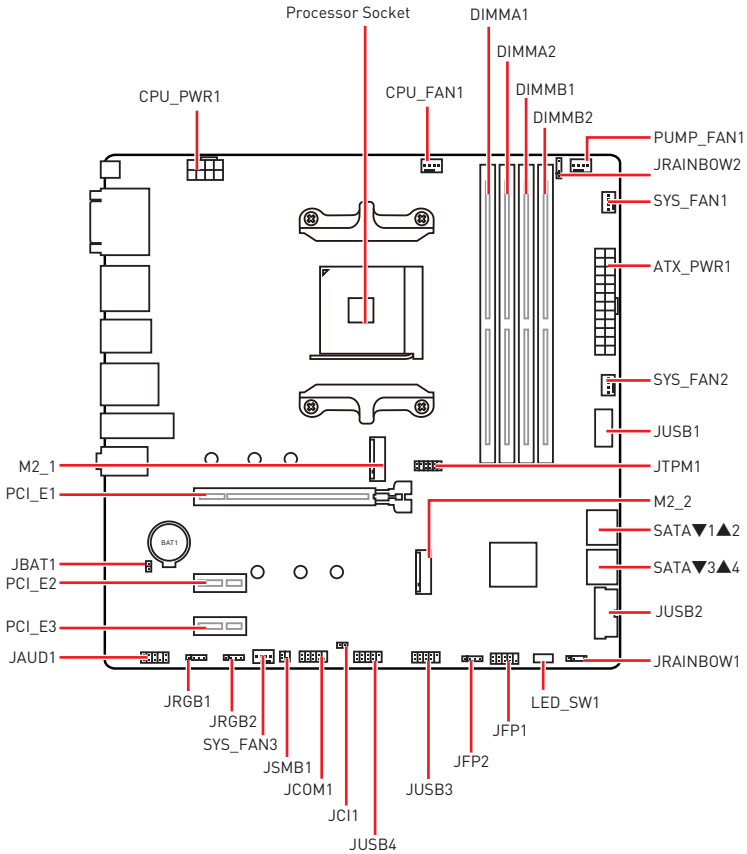 Processor Socket
DIMMA1
DIMMA2
CPU_PWR1
CPU_FAN1
DIMMB1
DIMMB2
PUMP_FAN1
JRAINBOW2
SYS_FAN1
ATX_PWR1
SYS_FAN2
JUSB1
M2_1
JTPM1
PCI_E1
M2_2
SATA▼1▲2
BAT1
JBAT1
SATA▼3▲4
PCI_E2
JUSB2
PCI_E3
JAUD1
JRAINBOW1
JRGB1
LED_SW1
JRGB2
JFP1
SYS_FAN3
JFP2
JSMB1
JCOM1
JUSB3
JCI1
JUSB4